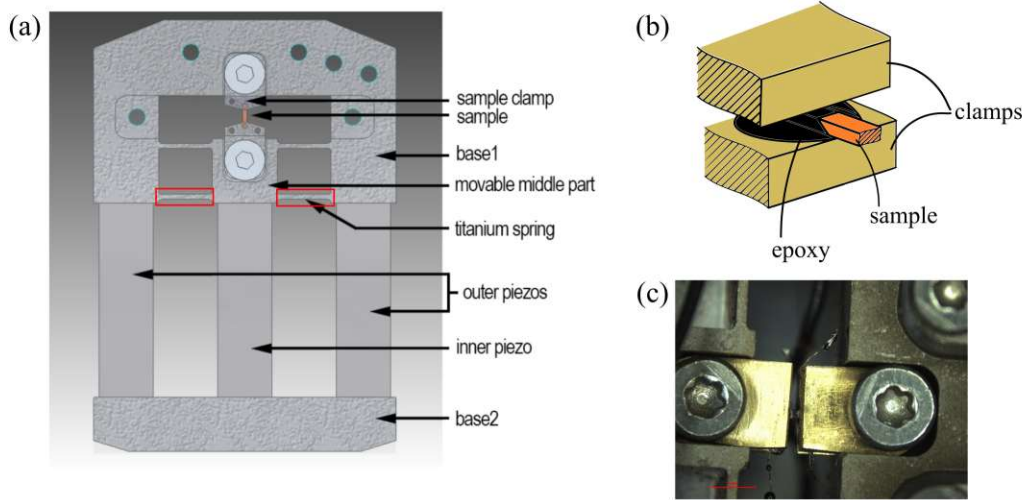 (a)
sample clamp
sample
base1
movable middle part
titanium spring
outer piezos
inner piezo
base2
(b)
clamps
sample
epoxy
(c)